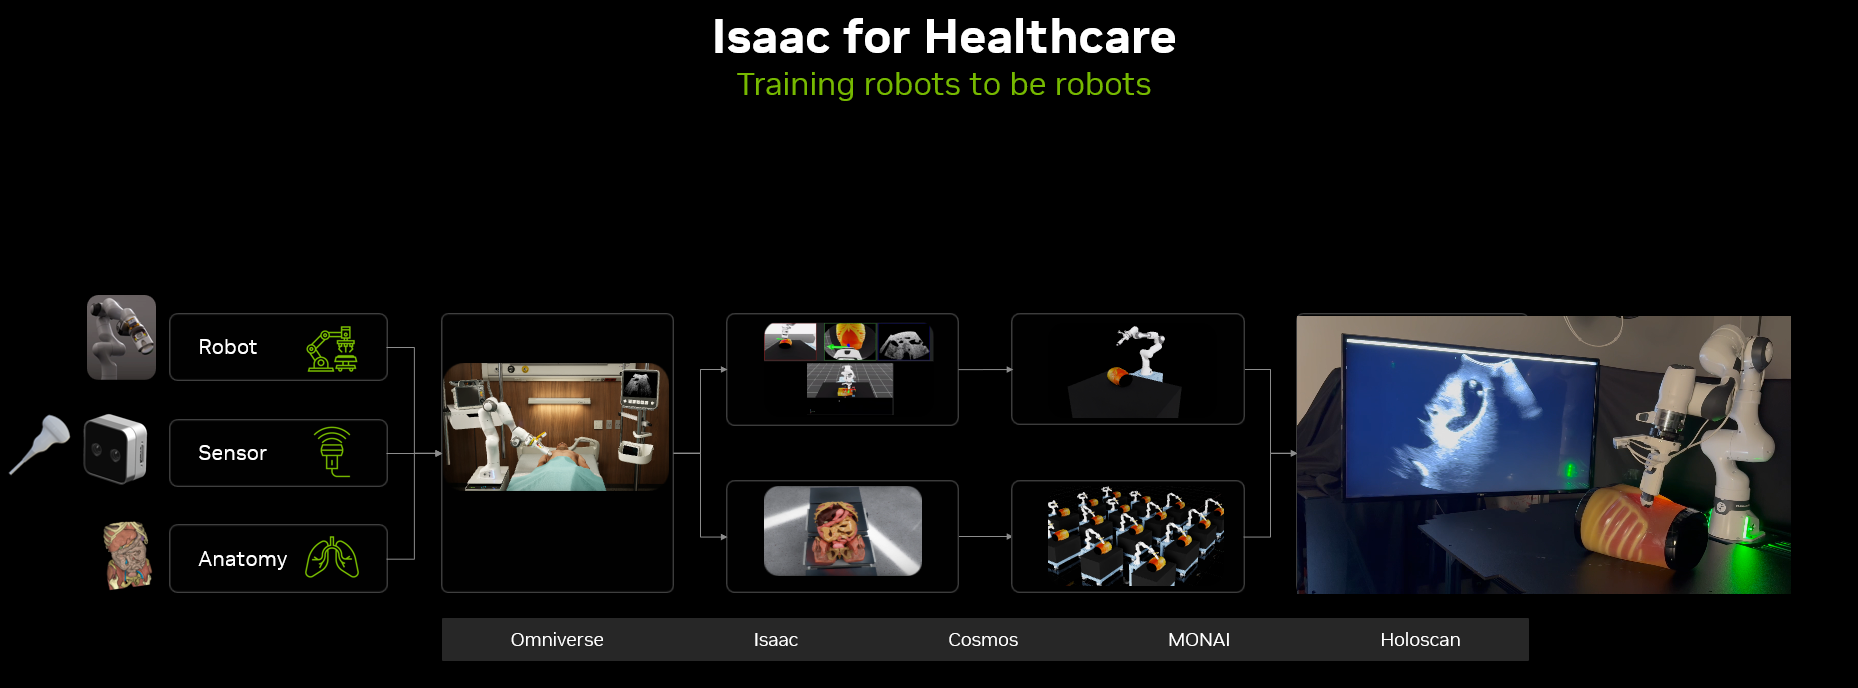 Isaac for Healthcare
Training robots to be robots
Robot
Sensor
Anatomy
Omniverse
Isaac
Cosmos
MONAI
Holoscan